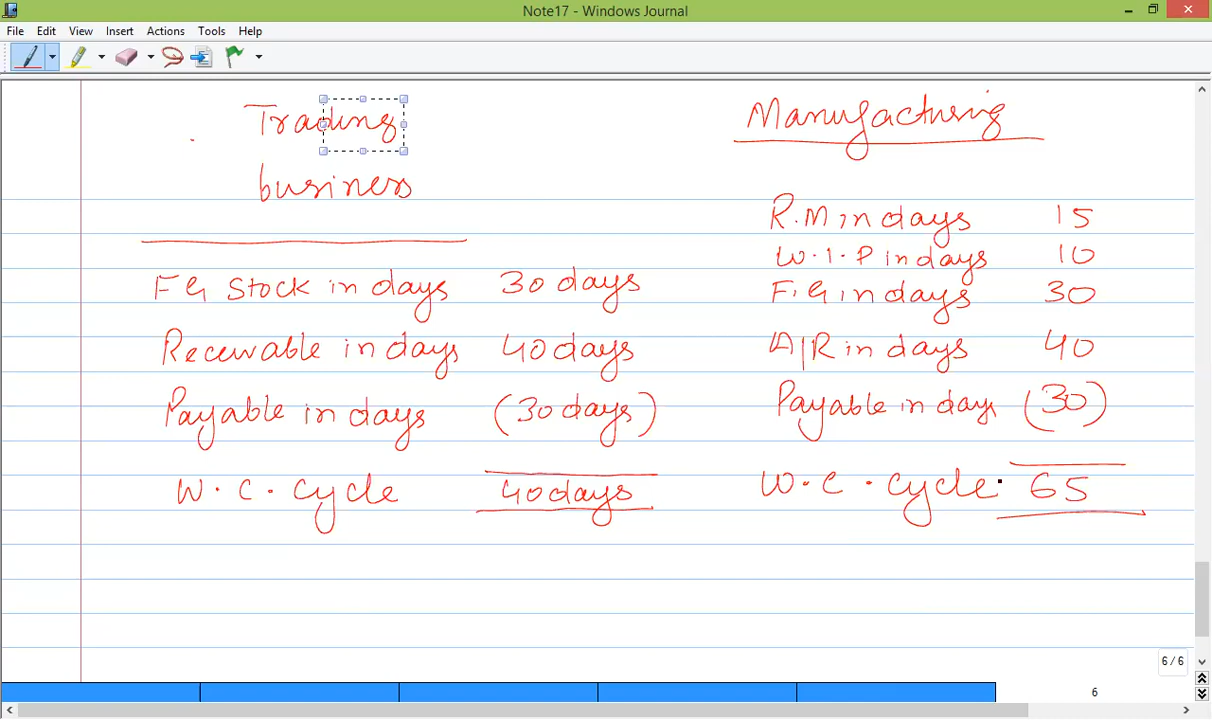 Note17 - Windows Journal
File Edit View Insert Actions Tools Help
Trading
business
FG Stock in days 30 days
Receivable in days 40 days
Payable in days (30 days)
W.C. cycle 40 days
Manufacturing
R.M in days 15
W.I.P in days 10
F.G in days 30
A/R in days 40
Payable in days (30)
W.C. cycle 65
6 / 6
6